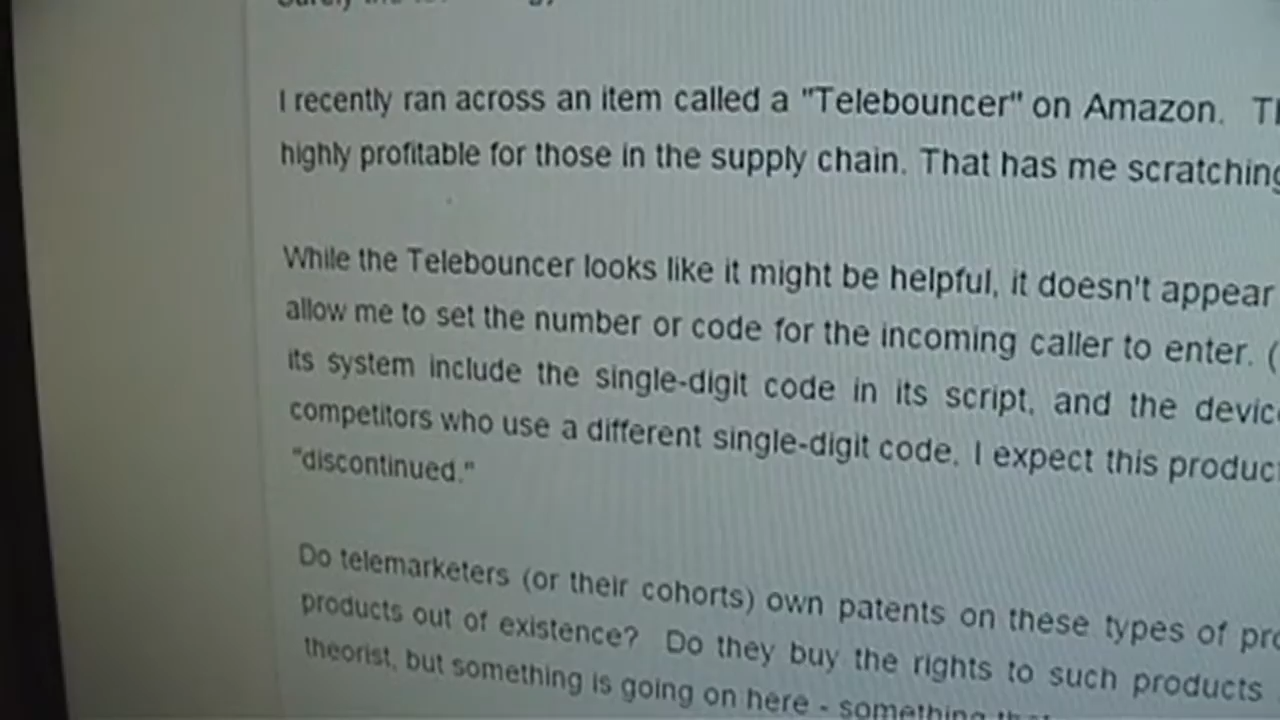 I recently ran across an item called a "Telebouncer" on Amazon.
highly profitable for those in the supply chain. That has me scratching
While the Telebouncer looks like it might be helpful, it doesn't appear
allow me to set the number or code for the incoming caller to enter. (
its system include the single-digit code in its script, and the device
competitors who use a different single-digit code. I expect this product
"discontinued."
Do telemarketers (or their cohorts) own patents on these types of
products out of existence? Do they buy the rights to such products
theorist, but something is going on here - something that